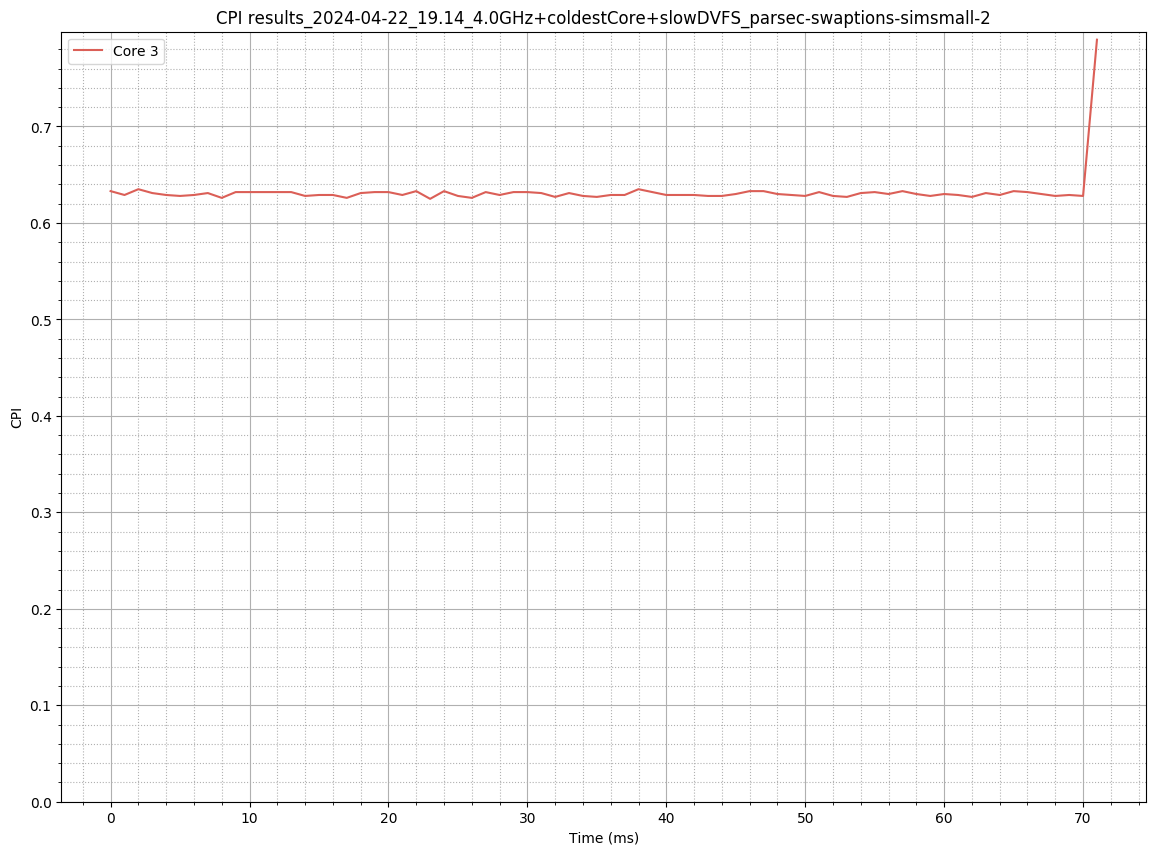 CPI results_2024-04-22_19.14_4.0GHz+coldestCore+slowDVFS_parsec-swaptions-simsmall-2
Core 3
CPI
0.7
0.6
0.5
0.4
0.3
0.2
0.1
0.0
0 10 20 30 40 50 60 70
Time (ms)